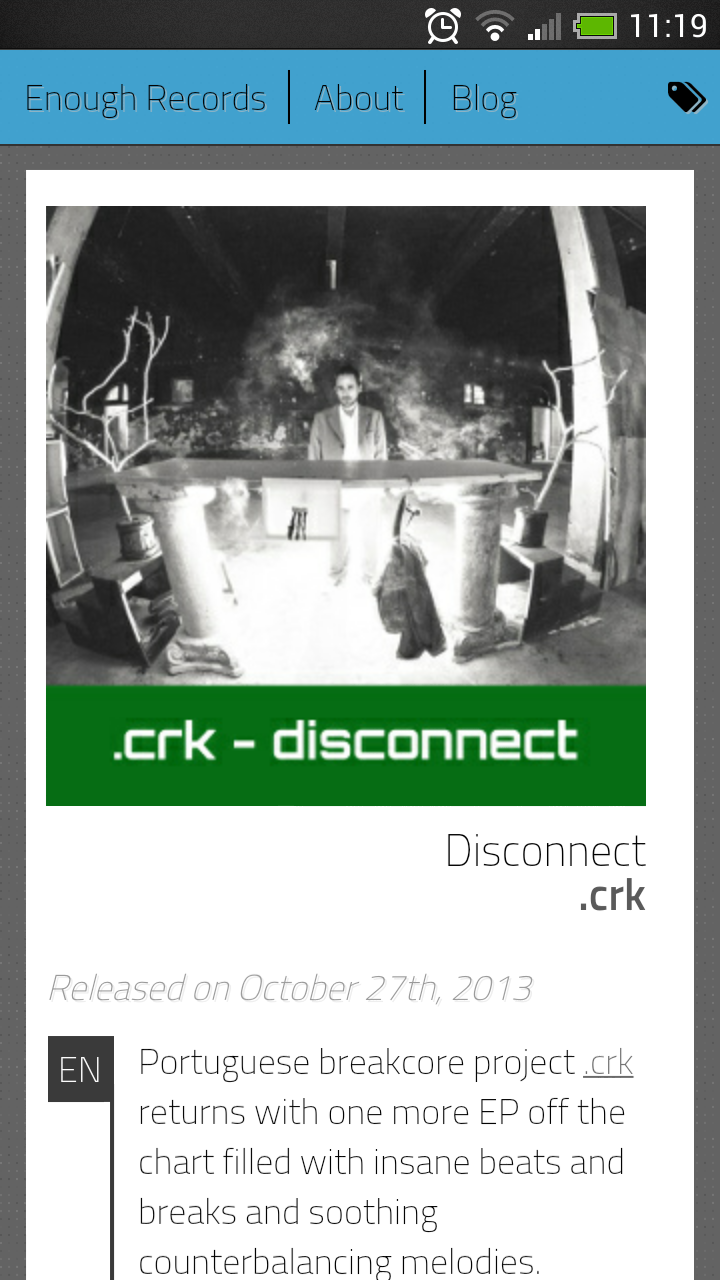 11:19
Enough Records About Blog
.crk - disconnect
Disconnect
.crk
Released on October 27th, 2013
EN
Portuguese breakcore project .crk
returns with one more EP off the
chart filled with insane beats and
breaks and soothing
counterbalancing melodies.